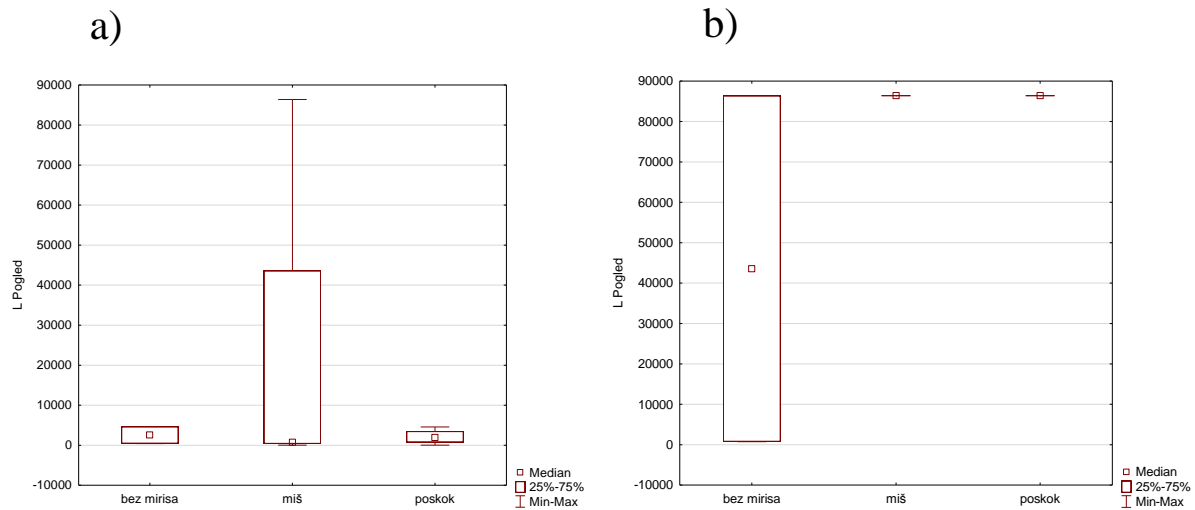 a)
90000
80000
70000
60000
50000
40000
30000
20000
10000
0
-10000
L Pogled
bez mirisa
miš
poskok
Median
25%-75%
Min-Max
b)
90000
80000
70000
60000
50000
40000
30000
20000
10000
0
-10000
L Pogled
bez mirisa
miš
poskok
Median
25%-75%
Min-Max